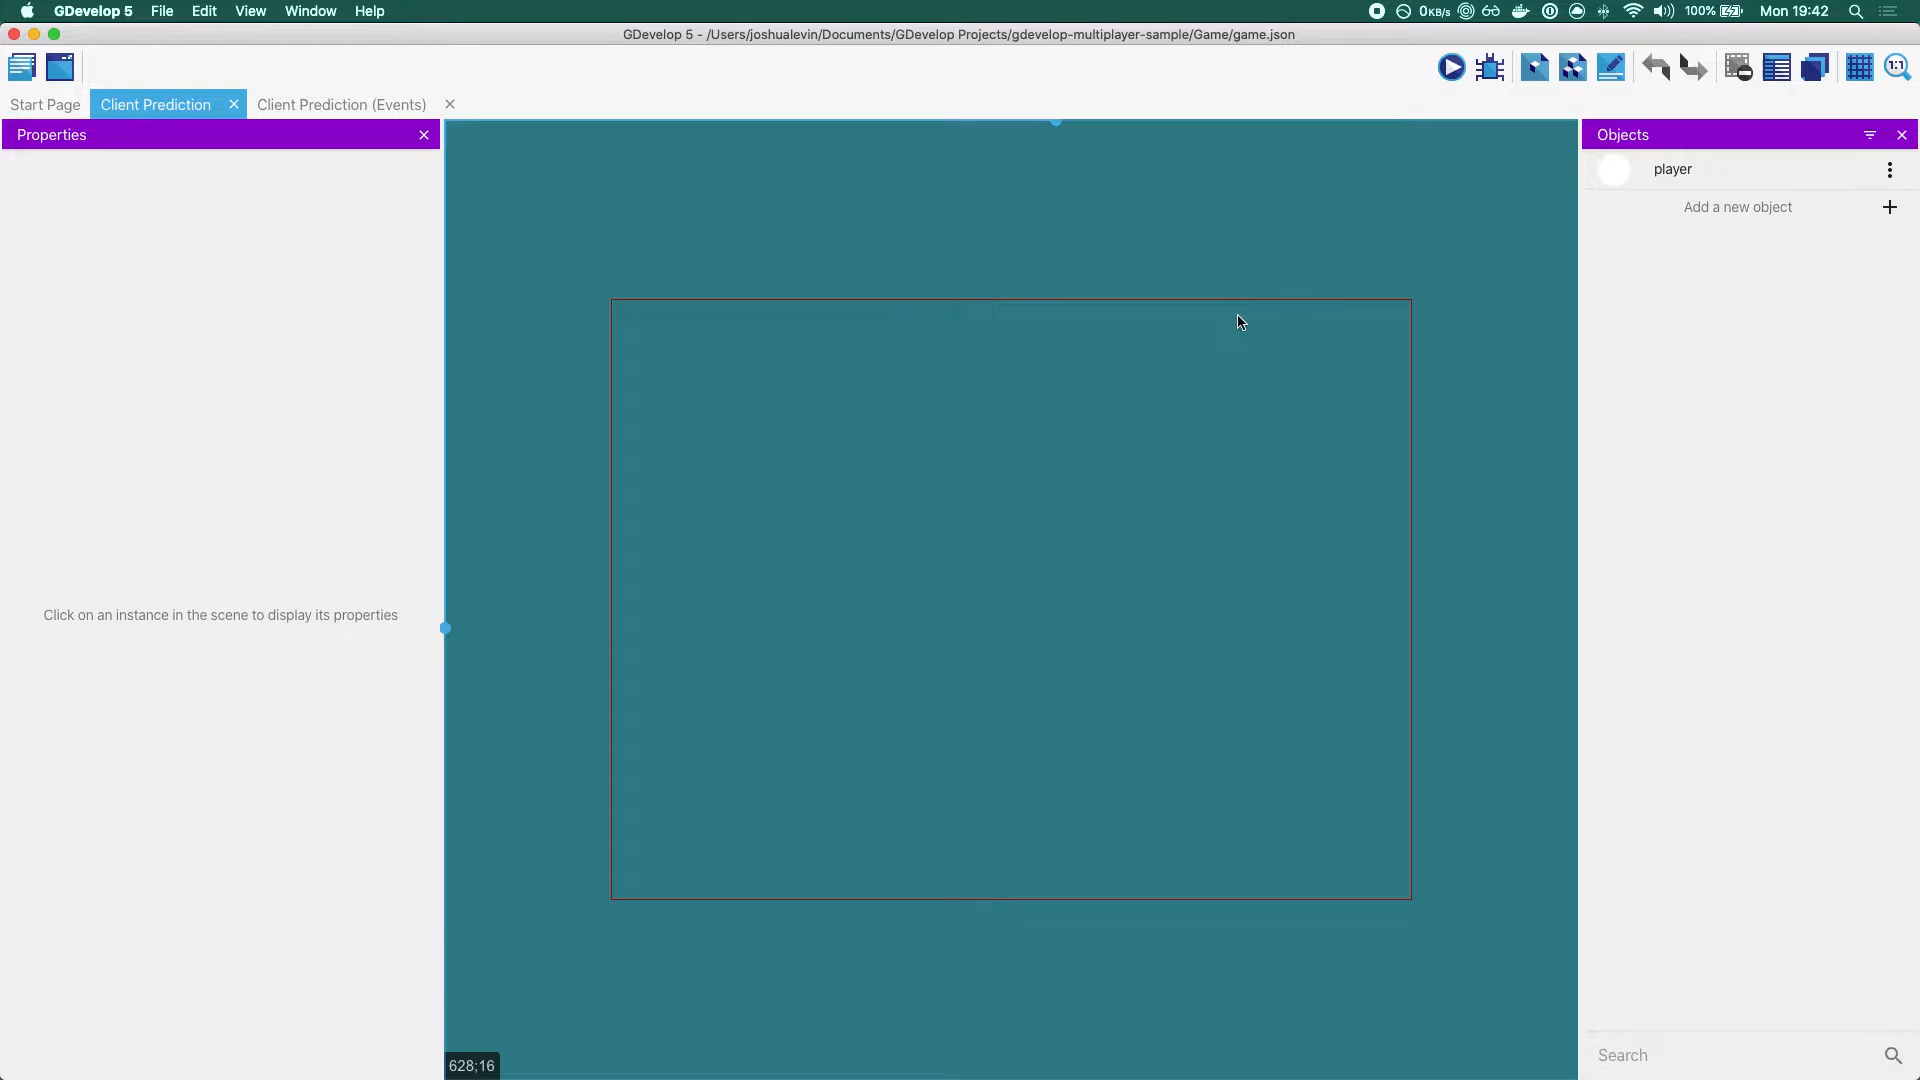 GDevelop 5 File Edit View Window Help 0KB/s 100% Mon 19:42
GDevelop 5 - /Users/joshualevin/Documents/GDevelop Projects/gdevelop-multiplayer-sample/Game/game.json
1:1
Start Page Client Prediction Client Prediction (Events)
Properties
Objects
player
Add a new object
Click on an instance in the scene to display its properties
628;16
Search